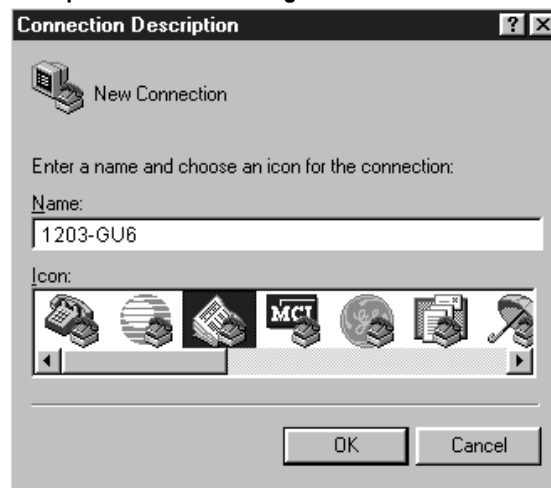 Connection Description
New Connection
Enter a name and choose an icon for the connection:
Name:
1203-GU6
Icon:
MCI
OK
Cancel